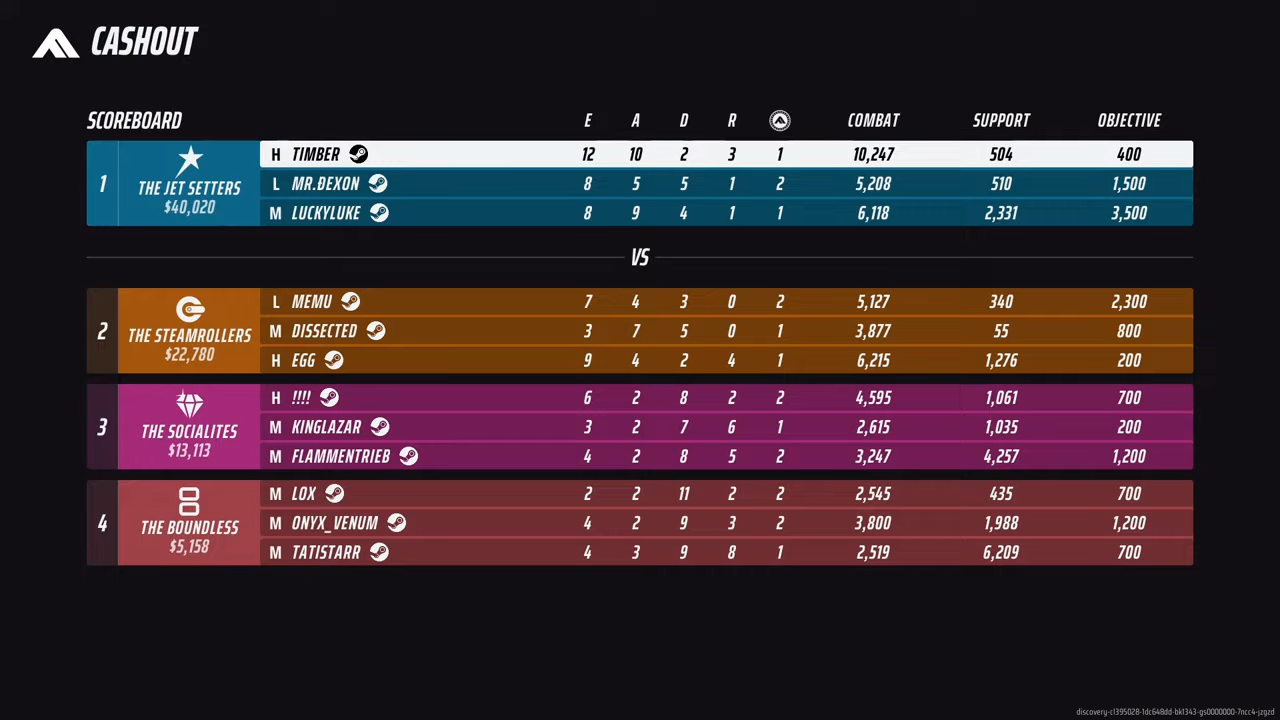 CASHOUT
SCOREBOARD E A D R COMBAT SUPPORT OBJECTIVE
1 THE JET SETTERS $40,020
H TIMBER 12 10 2 3 1 10,247 504 400
L MR.ÐEXON 8 5 5 1 2 5,208 510 1,500
M LUCKYLUKE 8 9 4 1 1 6,118 2,331 3,500
VS
2 THE STEAMROLLERS $22,780
L MEMU 7 4 3 0 2 5,127 340 2,300
M DISSECTED 3 7 5 0 1 3,877 55 800
H EGG 9 4 2 4 1 6,215 1,276 200
3 THE SOCIALITES $13,113
H !!!! 6 2 8 2 2 4,595 1,061 700
M KINGLAZAR 3 2 7 6 1 2,615 1,035 200
M FLAMMENTRIEB 4 2 8 5 2 3,247 4,257 1,200
4 THE BOUNDLESS $5,158
M LOX 2 2 11 2 2 2,545 435 700
M ONYX_VENUM 4 2 9 3 2 3,800 1,988 1,200
M TATISTARR 4 3 9 8 1 2,519 6,209 700
discovery-c1395028-1dc648dd-bk1343-gs0000000-7ncc4-jzgzd